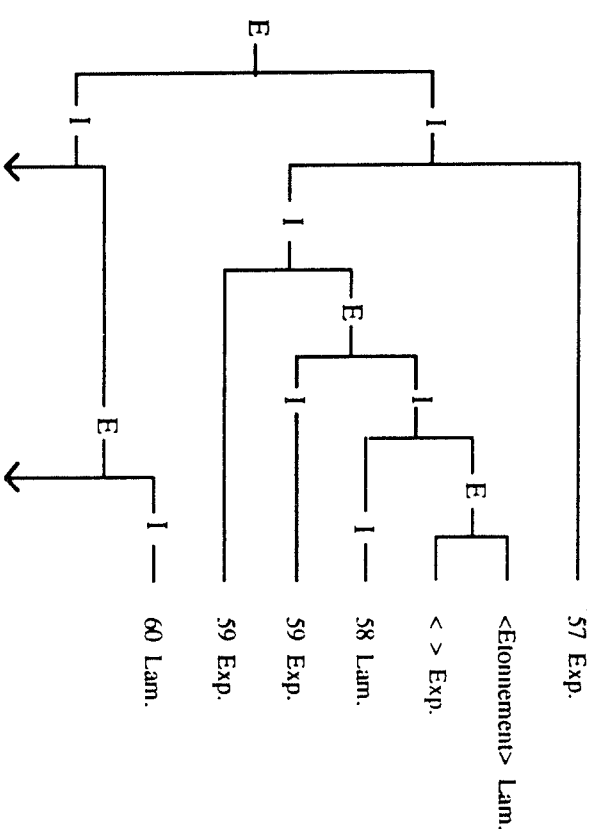 57 Exp.
<Etonnement> Lam.
E
< > Exp.
I
I
I 58 Lam.
E
I 59 Exp.
I
E
59 Exp.
I 60 Lam.
E
I